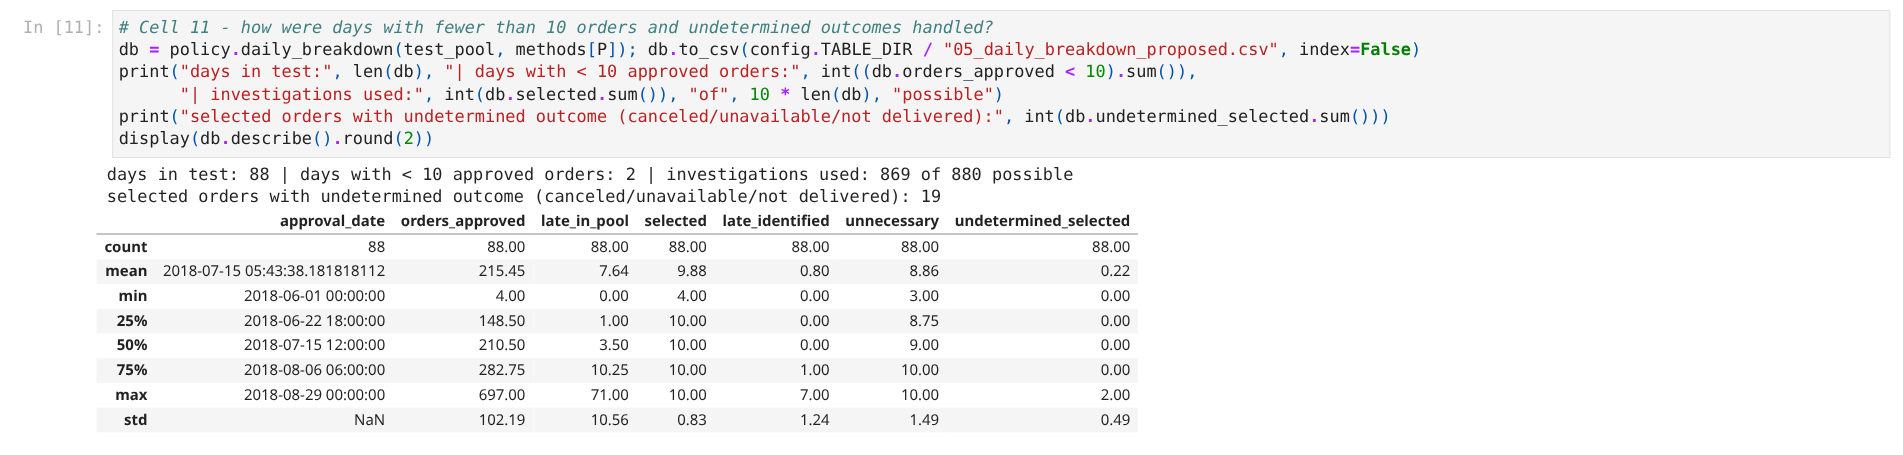 In [11]: # Cell 11 - how were days with fewer than 10 orders and undetermined outcomes handled?
db = policy.daily_breakdown(test_pool, methods[P]); db.to_csv(config.TABLE_DIR / "05_daily_breakdown_proposed.csv", index=False)
print("days in test:", len(db), "| days with < 10 approved orders:", int((db.orders_approved < 10).sum()),
      "| investigations used:", int(db.selected.sum()), "of", 10 * len(db), "possible")
print("selected orders with undetermined outcome (canceled/unavailable/not delivered):", int(db.undetermined_selected.sum()))
display(db.describe().round(2))
days in test: 88 | days with < 10 approved orders: 2 | investigations used: 869 of 880 possible
selected orders with undetermined outcome (canceled/unavailable/not delivered): 19
approval_date orders_approved late_in_pool selected late_identified unnecessary undetermined_selected
count 88 88.00 88.00 88.00 88.00 88.00 88.00
mean 2018-07-15 05:43:38.181818112 215.45 7.64 9.88 0.80 8.86 0.22
min 2018-06-01 00:00:00 4.00 0.00 4.00 0.00 3.00 0.00
25% 2018-06-22 18:00:00 148.50 1.00 10.00 0.00 8.75 0.00
50% 2018-07-15 12:00:00 210.50 3.50 10.00 0.00 9.00 0.00
75% 2018-08-06 06:00:00 282.75 10.25 10.00 1.00 10.00 0.00
max 2018-08-29 00:00:00 697.00 71.00 10.00 7.00 10.00 2.00
std NaN 102.19 10.56 0.83 1.24 1.49 0.49